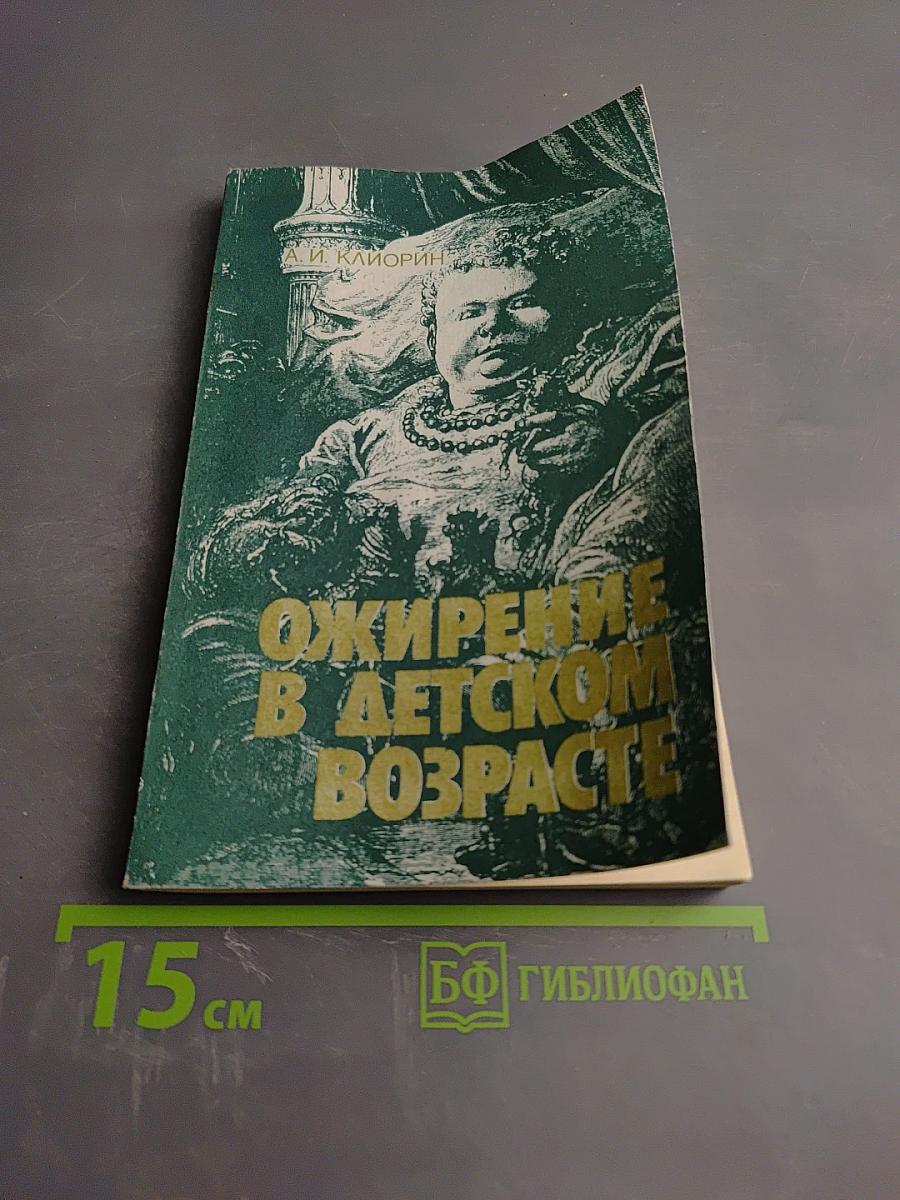 А. И. КЛИОРИН
ОЖИРЕНИЕ
В ДЕТСКОМ
ВОЗРАСТЕ
15 см
БФ ГИБЛИОФАН